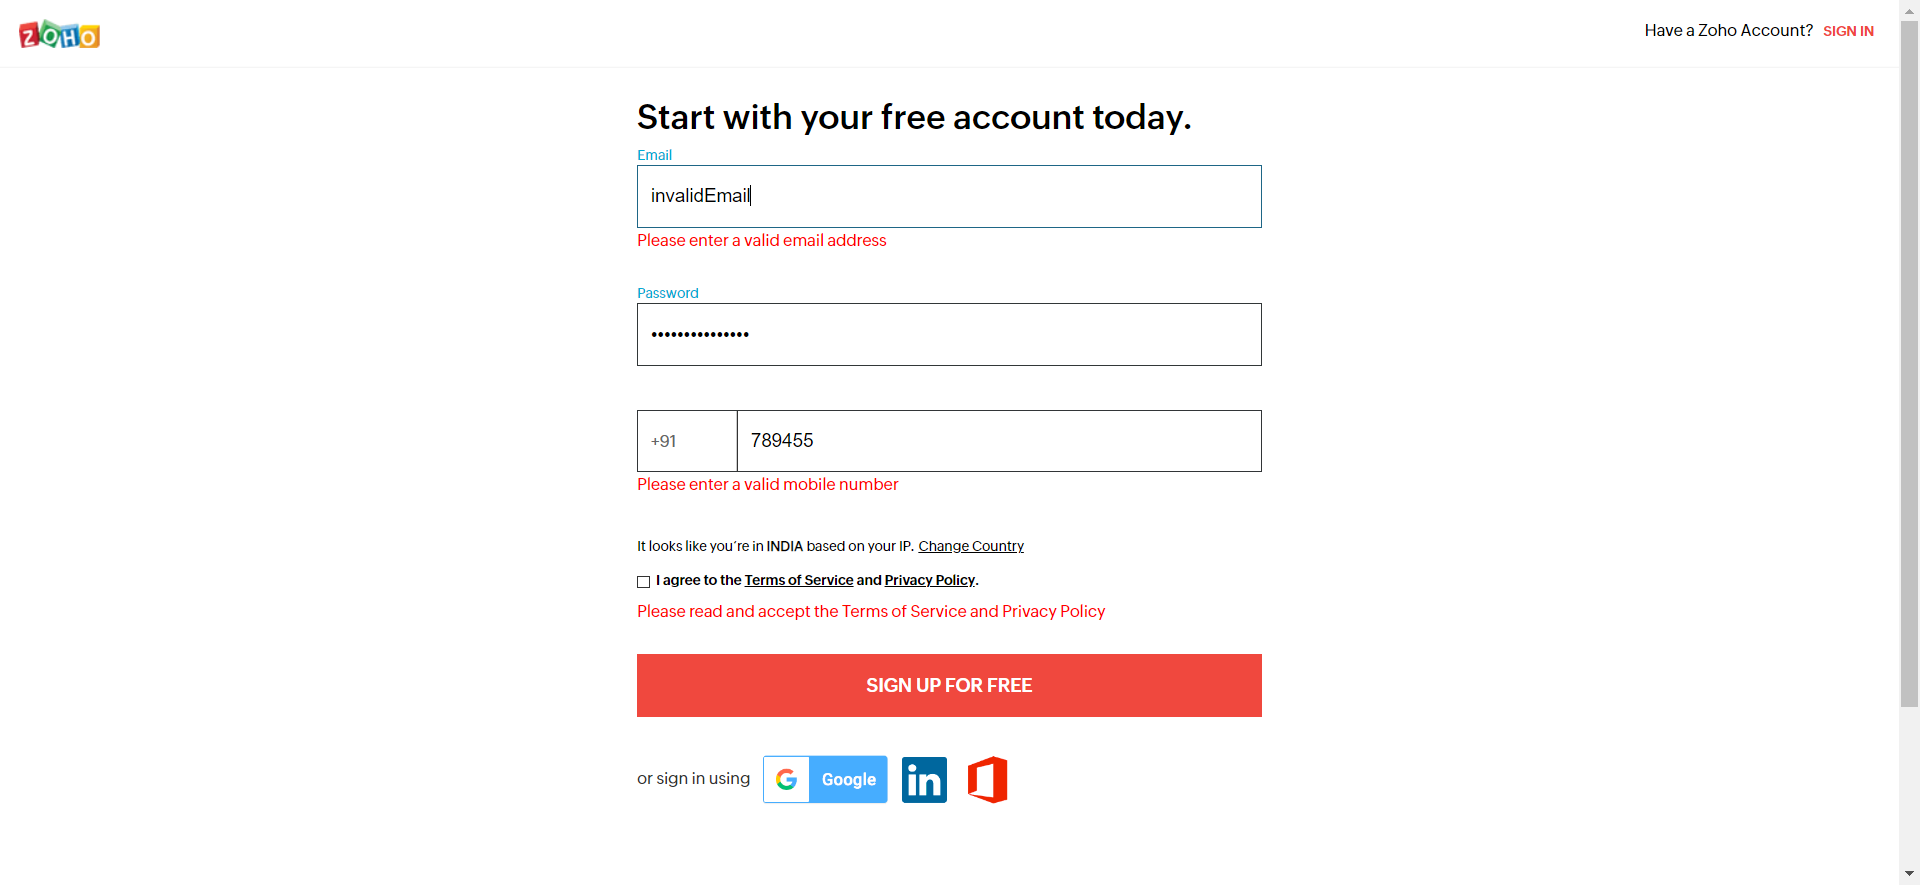 ZOHO
Have a Zoho Account? SIGN IN
Start with your free account today.
Email
invalidEmail
Please enter a valid email address
Password
•••••••••••••••
+91 789455
Please enter a valid mobile number
It looks like you’re in INDIA based on your IP. Change Country
I agree to the Terms of Service and Privacy Policy.
Please read and accept the Terms of Service and Privacy Policy
SIGN UP FOR FREE
or sign in using G Google in